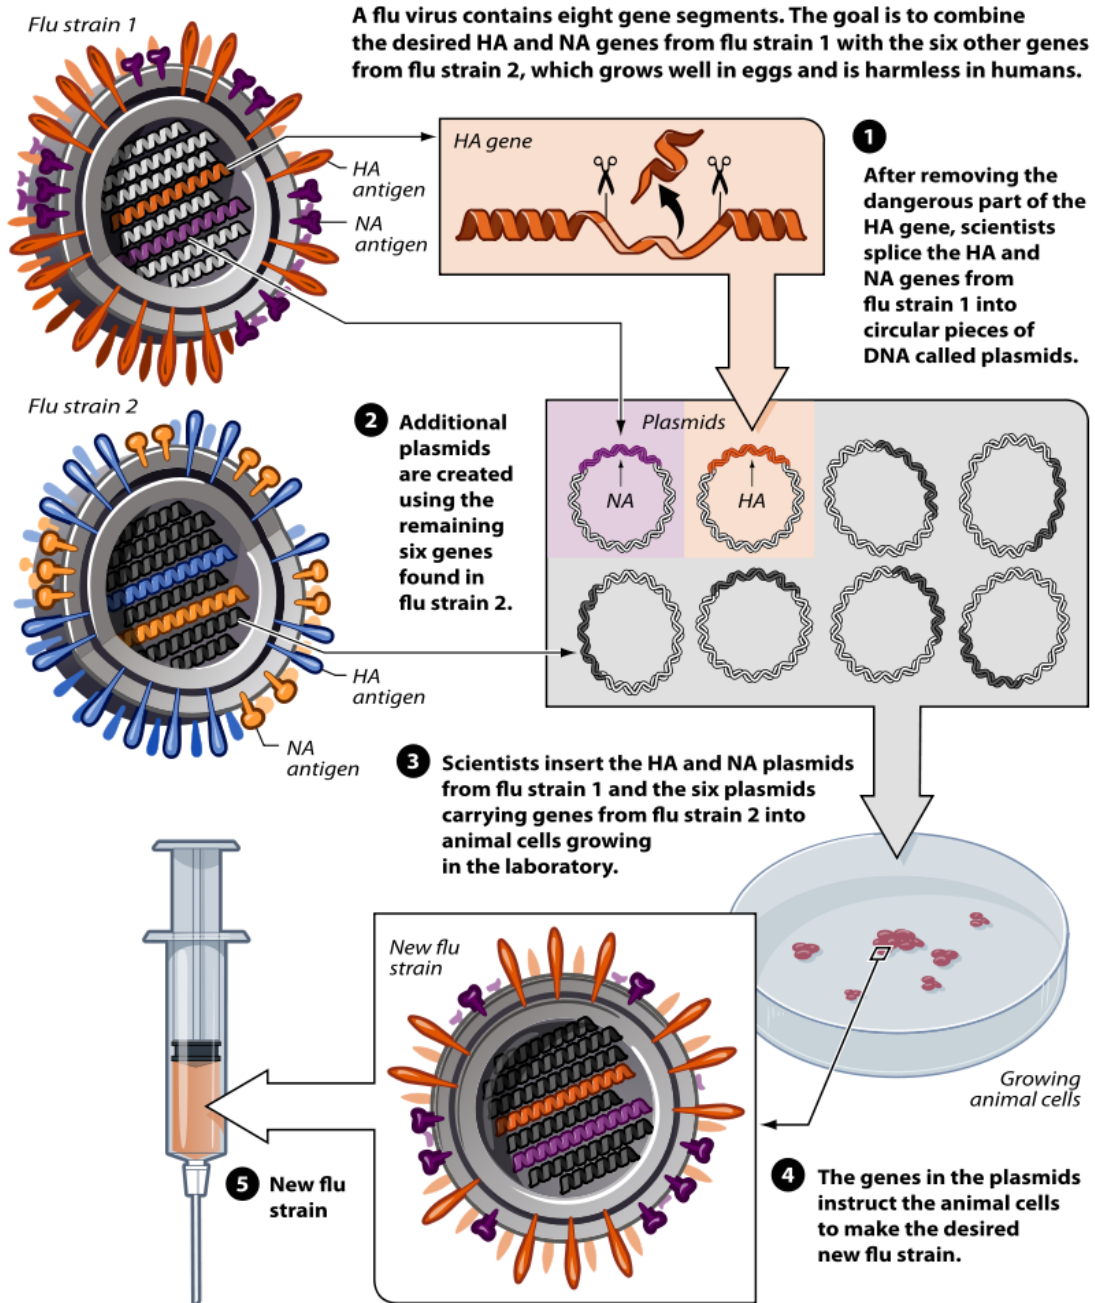 Flu strain 1
A flu virus contains eight gene segments. The goal is to combine
the desired HA and NA genes from flu strain 1 with the six other genes
from flu strain 2, which grows well in eggs and is harmless in humans.
HA gene
HA
antigen
NA
antigen
1
After removing the
dangerous part of the
HA gene, scientists
splice the HA and
NA genes from
flu strain 1 into
circular pieces of
DNA called plasmids.
Flu strain 2
2
Additional
plasmids
are created
using the
remaining
six genes
found in
flu strain 2.
Plasmids
NA
HA
HA
antigen
NA
antigen
3
Scientists insert the HA and NA plasmids
from flu strain 1 and the six plasmids
carrying genes from flu strain 2 into
animal cells growing
in the laboratory.
New flu
strain
Growing
animal cells
4
The genes in the plasmids
instruct the animal cells
to make the desired
new flu strain.
5
New flu
strain